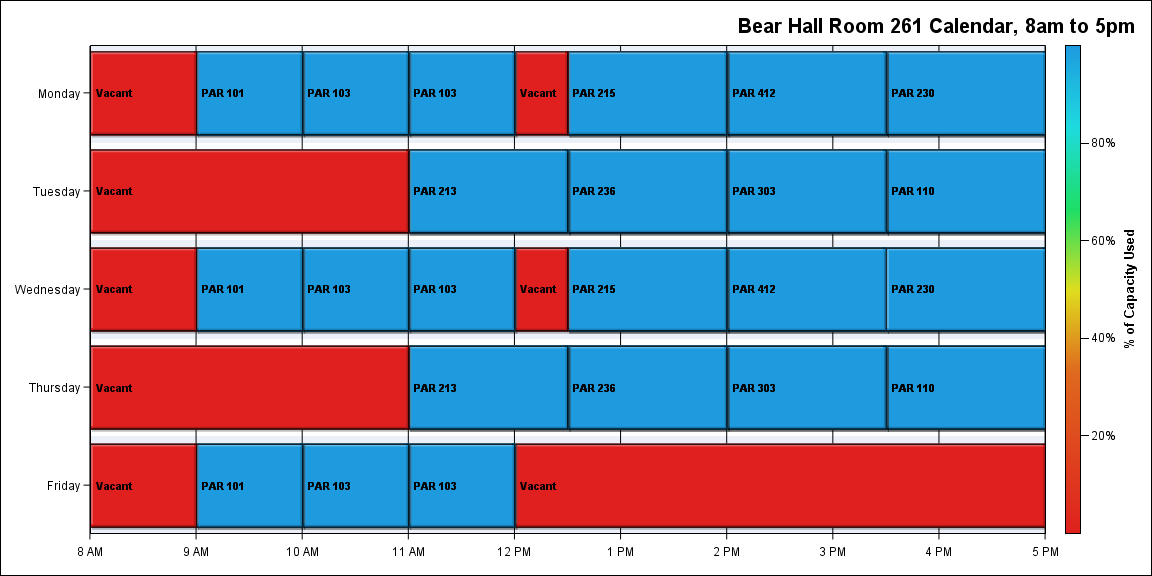 Bear Hall Room 261 Calendar, 8am to 5pm
Monday
Vacant
PAR 101
PAR 103
PAR 103
Vacant
PAR 215
PAR 412
PAR 230
Tuesday
Vacant
PAR 213
PAR 236
PAR 303
PAR 110
Wednesday
Vacant
PAR 101
PAR 103
PAR 103
Vacant
PAR 215
PAR 412
PAR 230
Thursday
Vacant
PAR 213
PAR 236
PAR 303
PAR 110
Friday
Vacant
PAR 101
PAR 103
PAR 103
Vacant
8 AM
9 AM
10 AM
11 AM
12 PM
1 PM
2 PM
3 PM
4 PM
5 PM
80%
60%
40%
20%
% of Capacity Used